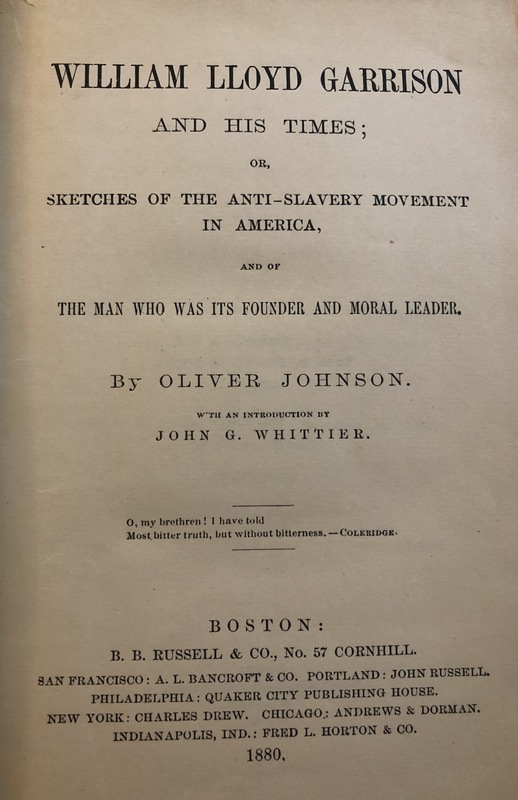 WILLIAM LLOYD GARRISON
AND HIS TIMES;
OR,
SKETCHES OF THE ANTI-SLAVERY MOVEMENT
IN AMERICA,
AND OF
THE MAN WHO WAS ITS FOUNDER AND MORAL LEADER.
By OLIVER JOHNSON.
WITH AN INTRODUCTION BY
JOHN G. WHITTIER.
O, my brethren! I have told
Most bitter truth, but without bitterness.—COLERIDGE.
BOSTON:
B. B. RUSSELL & CO., No. 57 CORNHILL.
SAN FRANCISCO: A. L. BANCROFT & CO. PORTLAND: JOHN RUSSELL.
PHILADELPHIA: QUAKER CITY PUBLISHING HOUSE.
NEW YORK: CHARLES DREW. CHICAGO: ANDREWS & DORMAN.
INDIANAPOLIS, IND.: FRED L. HORTON & CO.
1880.